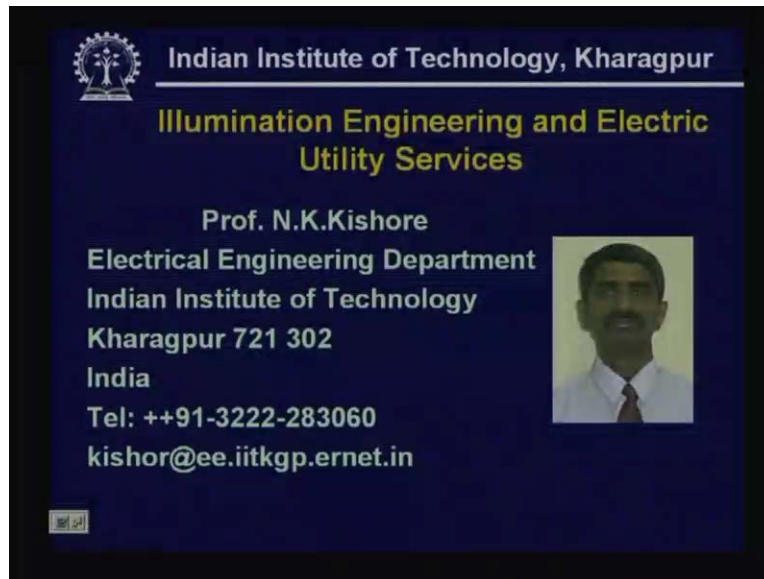 Indian Institute of Technology, Kharagpur
Illumination Engineering and Electric
Utility Services
Prof. N.K.Kishore
Electrical Engineering Department
Indian Institute of Technology
Kharagpur 721 302
India
Tel: ++91-3222-283060
kishor@ee.iitkgp.ernet.in